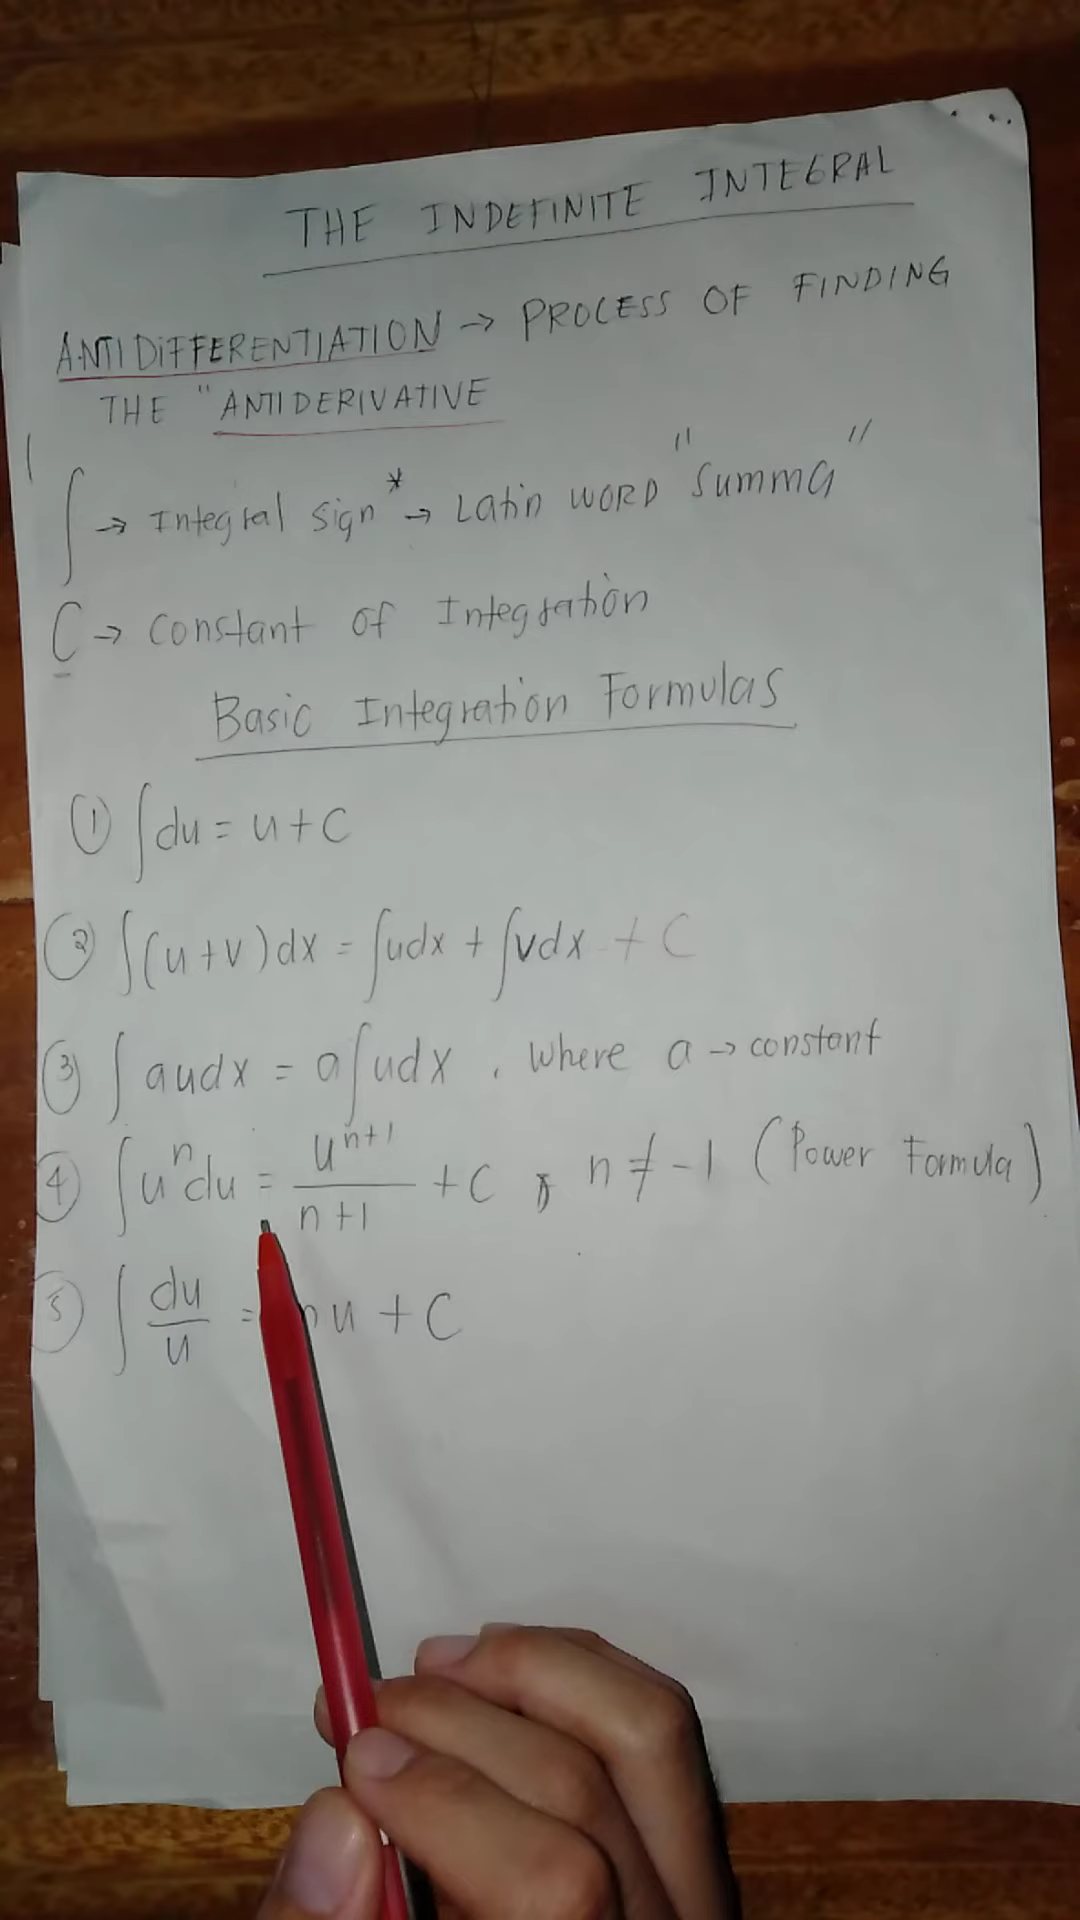 THE INDEFINITE INTEGRAL
ANTIDIFFERENTIATION → PROCESS OF FINDING
THE "ANTIDERIVATIVE
∫ → Integral sign * → Latin WORD "Summa"
C → constant of Integration
Basic Integration Formulas
① ∫du = u + C
② ∫(u + v)dx = ∫udx + ∫vdx + C
③ ∫audx = a∫udx , where a → constant
④ ∫uⁿdu = uⁿ⁺¹/n+1 + C , n ≠ -1 (Power Formula)
⑤ ∫du/u = u + C